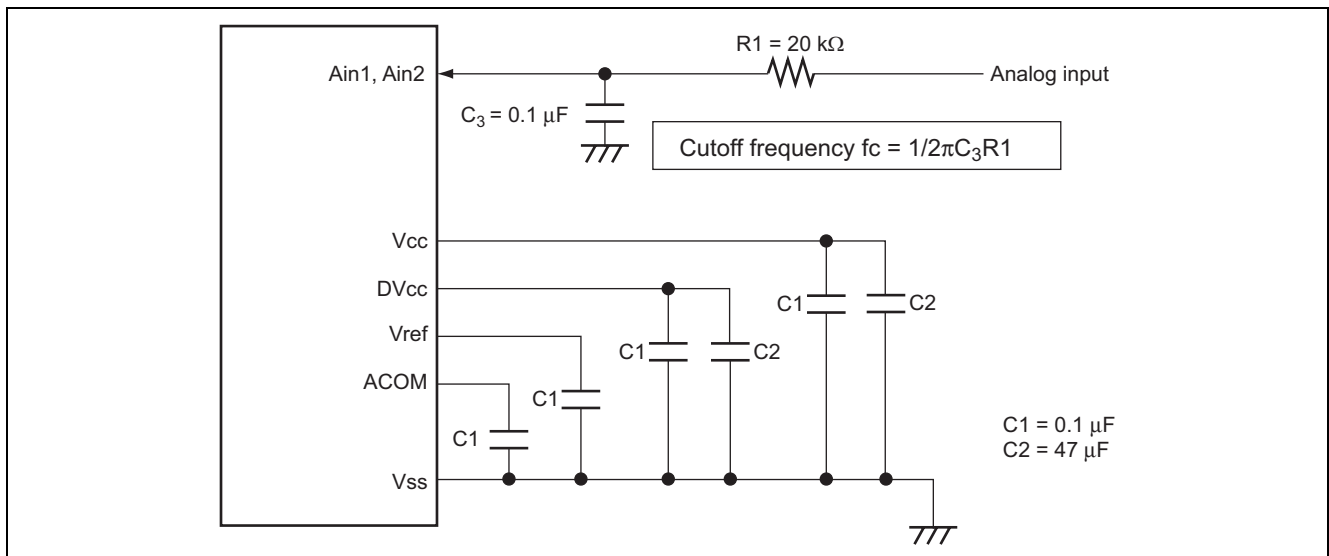 R1 = 20 kΩ
Ain1, Ain2
Analog input
C3 = 0.1 μF
Cutoff frequency fc = 1/2πC3R1
Vcc
DVcc
C1
C2
Vref
C1
C2
ACOM
C1
C1
C1 = 0.1 μF
C2 = 47 μF
Vss